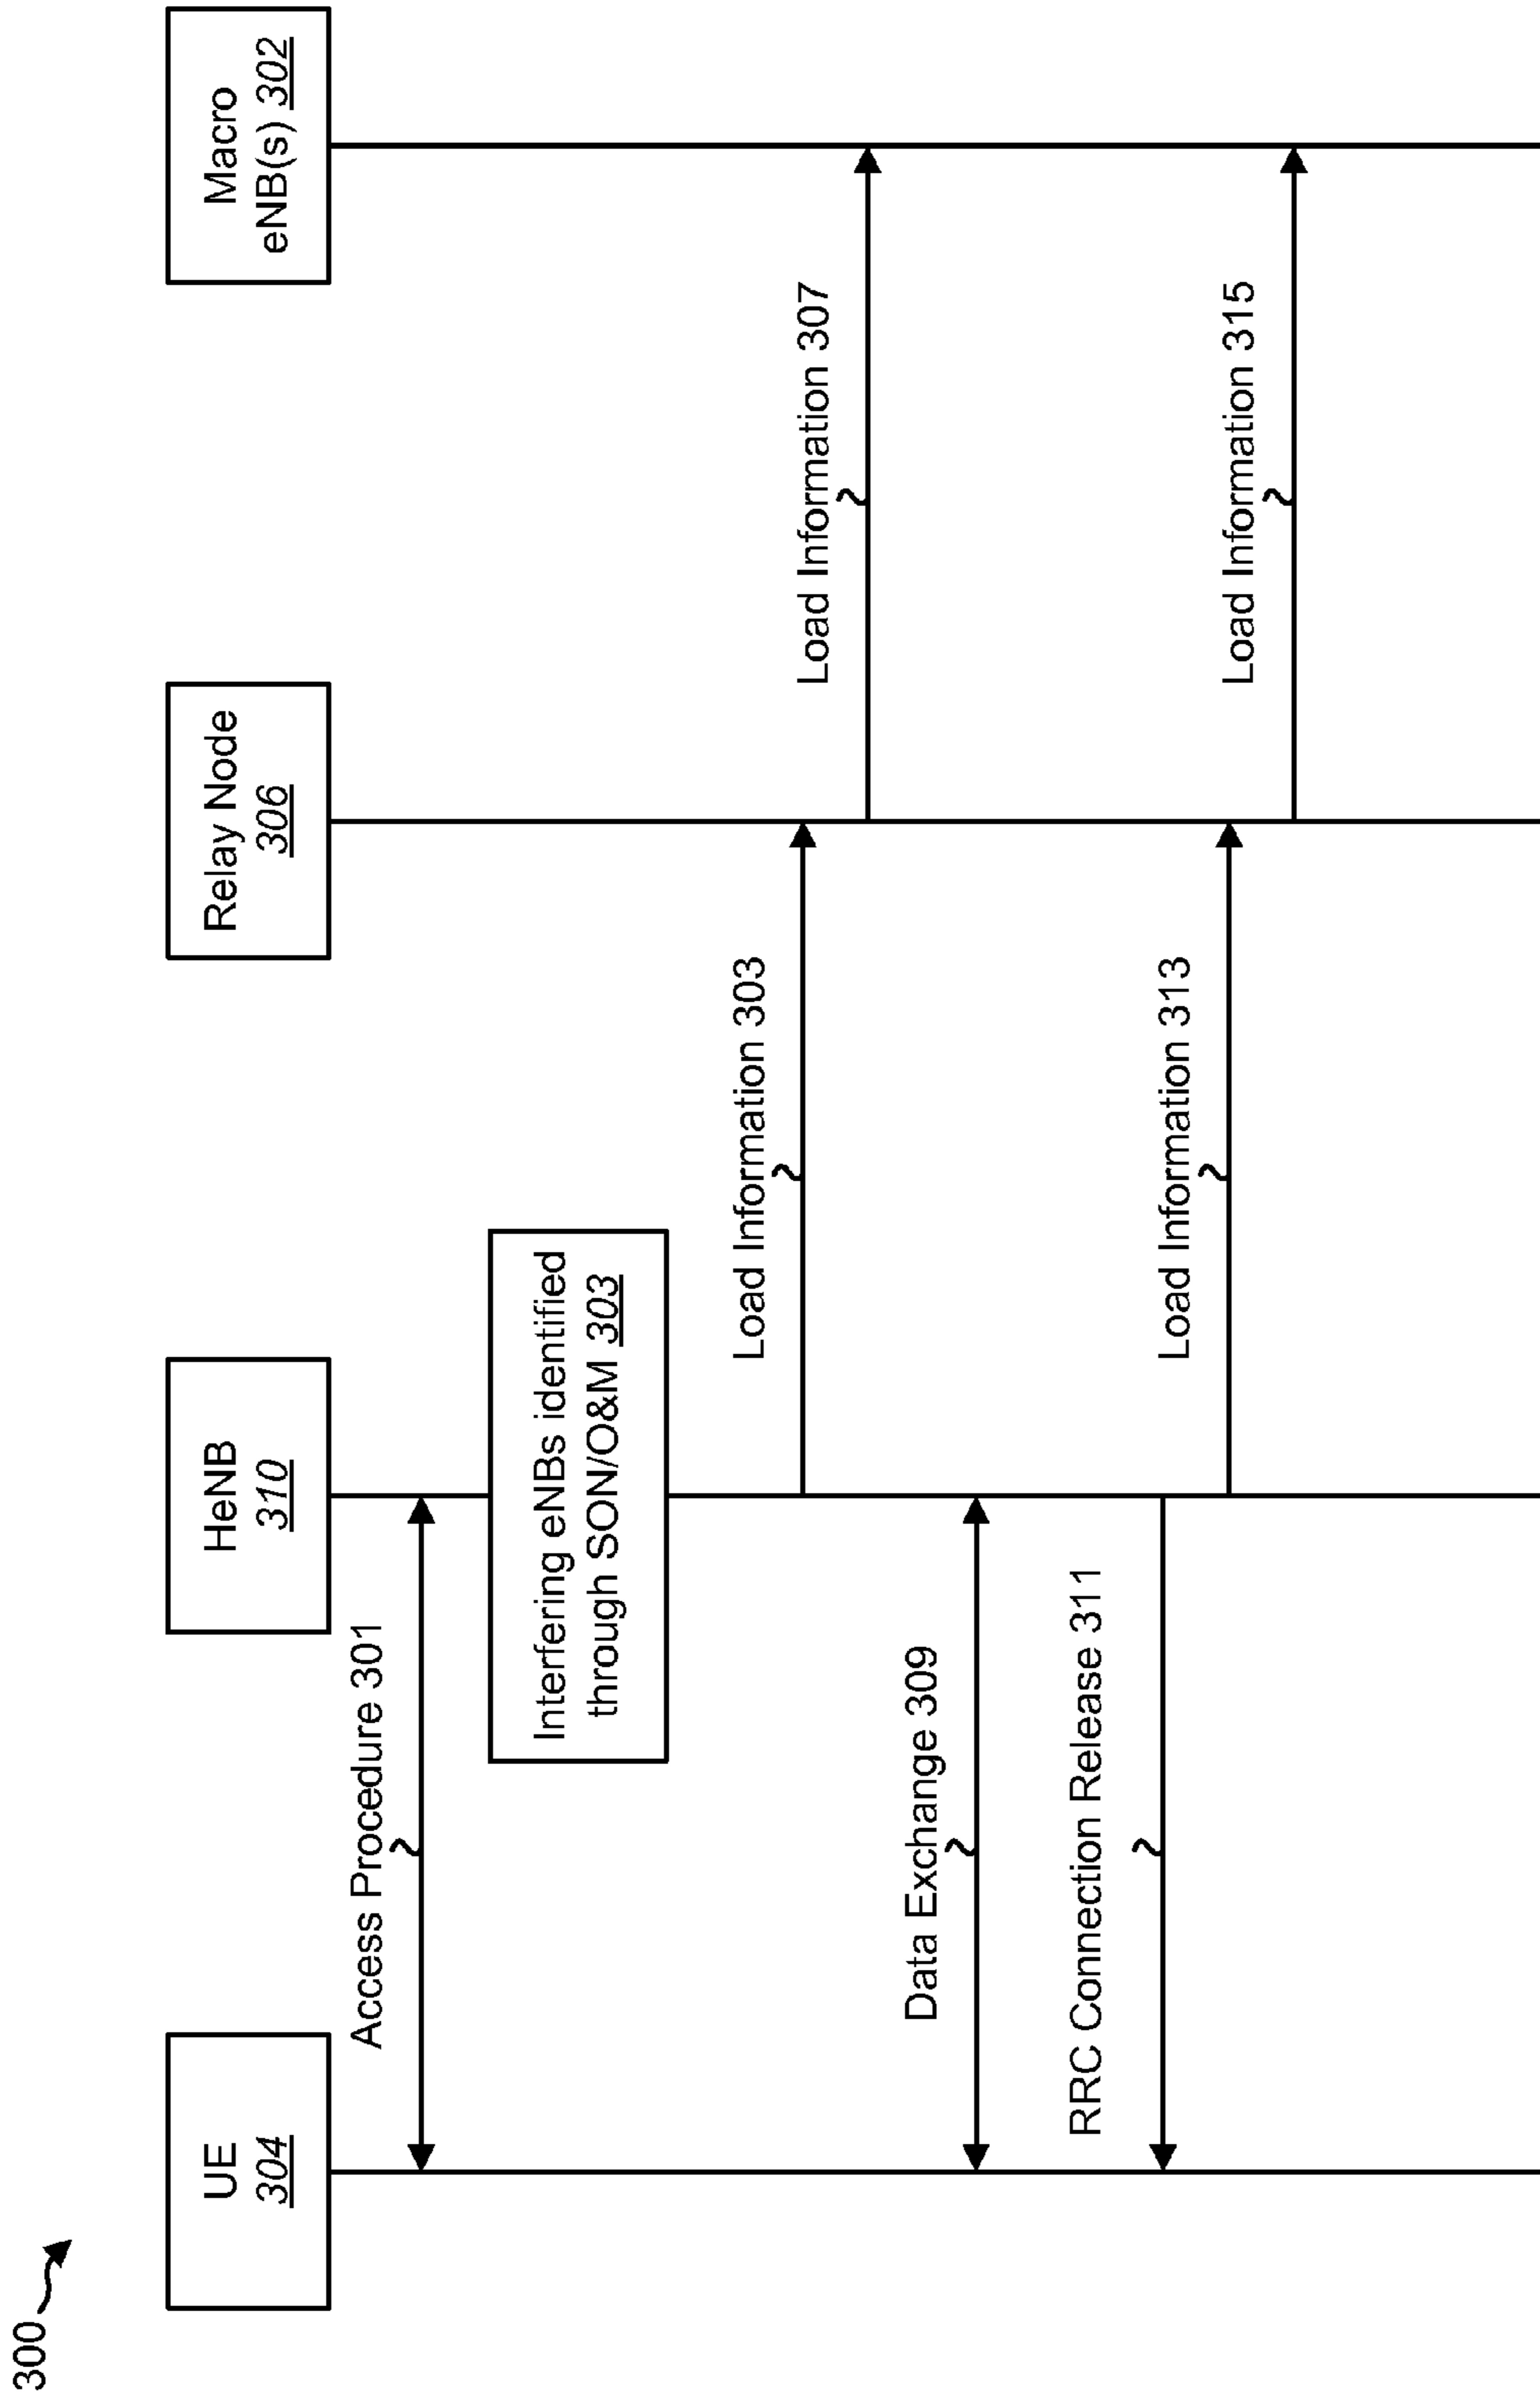 300
UE
304
HeNB
310
Relay Node
306
Macro
eNB(s) 302
Access Procedure 301
Interfering eNBs identified
through SON/O&M 303
Load Information 303
Load Information 307
Data Exchange 309
RRC Connection Release 311
Load Information 313
Load Information 315